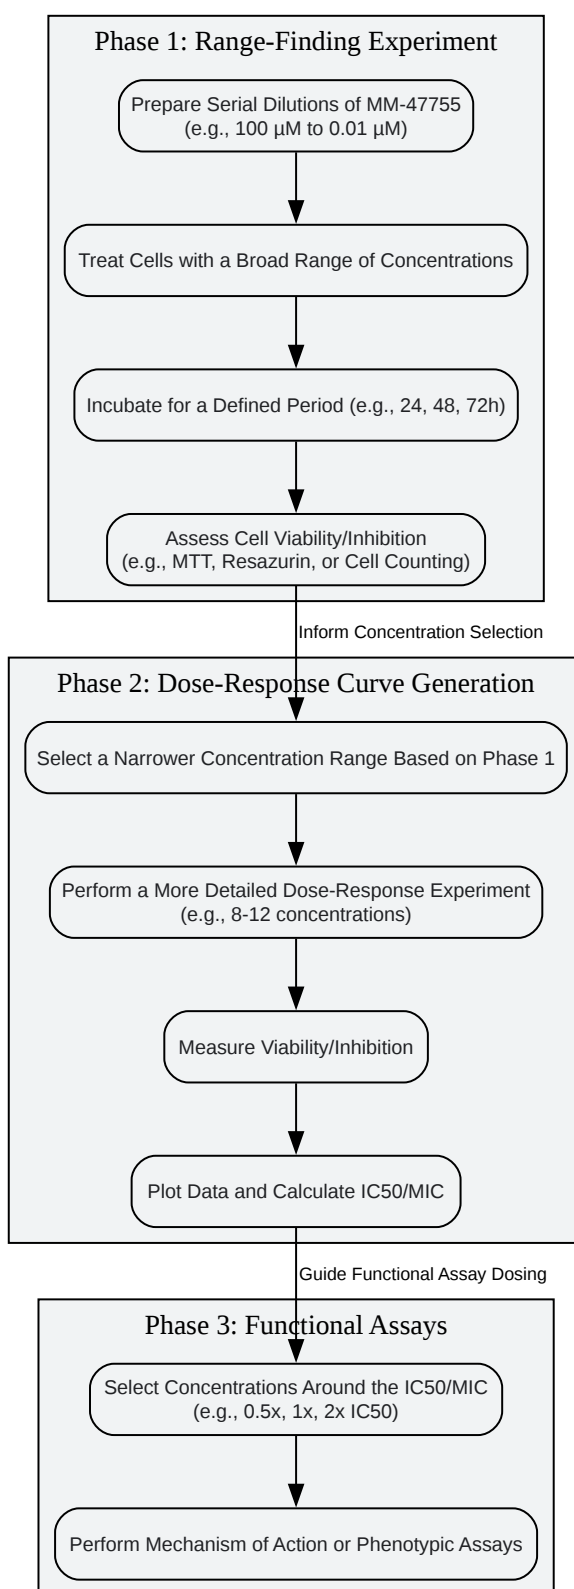 Phase 1: Range-Finding Experiment
Prepare Serial Dilutions of MM-47755
(e.g., 100 µM to 0.01 µM)
Treat Cells with a Broad Range of Concentrations
Incubate for a Defined Period (e.g., 24, 48, 72h)
Assess Cell Viability/Inhibition
(e.g., MTT, Resazurin, or Cell Counting)
Inform Concentration Selection
Phase 2: Dose-Response Curve Generation
Select a Narrower Concentration Range Based on Phase 1
Perform a More Detailed Dose-Response Experiment
(e.g., 8-12 concentrations)
Measure Viability/Inhibition
Plot Data and Calculate IC50/MIC
Guide Functional Assay Dosing
Phase 3: Functional Assays
Select Concentrations Around the IC50/MIC
(e.g., 0.5x, 1x, 2x IC50)
Perform Mechanism of Action or Phenotypic Assays